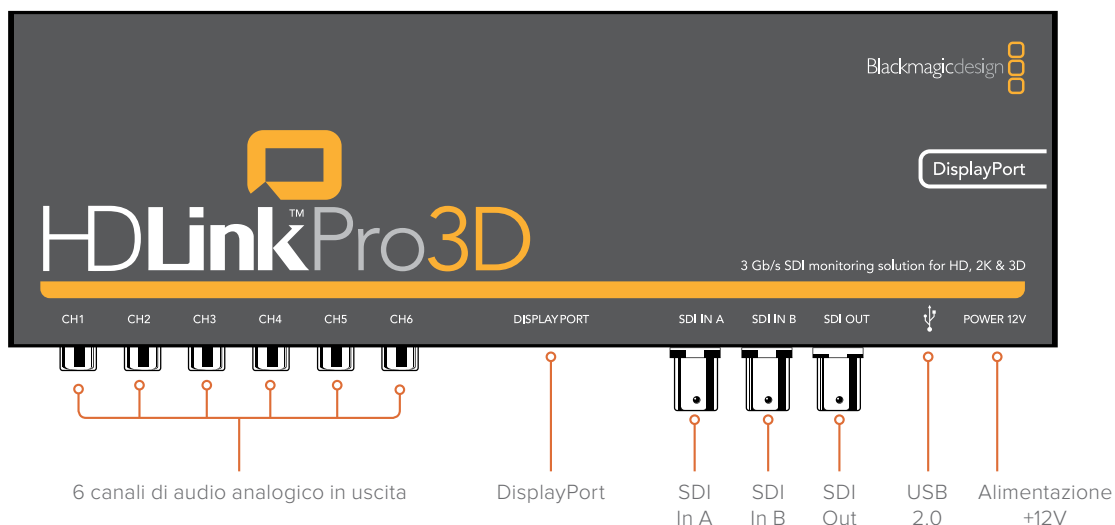 Blackmagicdesign
DisplayPort
HDLink™Pro3D
3 Gb/s SDI monitoring solution for HD, 2K & 3D
CH1 CH2 CH3 CH4 CH5 CH6 DISPLAYPORT SDI IN A SDI IN B SDI OUT POWER 12V
6 canali di audio analogico in uscita
DisplayPort
SDI
In A
SDI
In B
SDI
Out
USB
2.0
Alimentazione
+12V